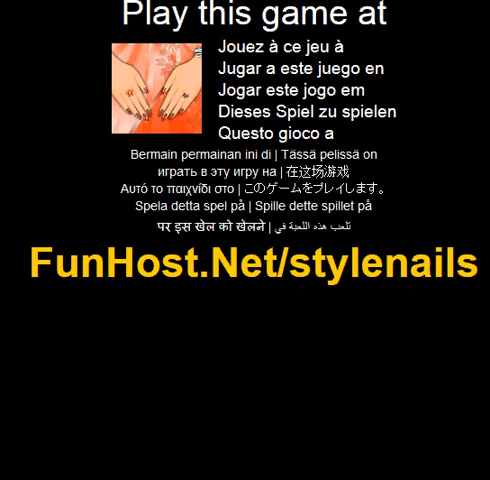 Play this game at
Jouez à ce jeu à
Jugar a este juego en
Jogar este jogo em
Dieses Spiel zu spielen
Questo gioco a
Bermain permainan ini di | Tässä pelissä on
играть в эту игру на | 在这场游戏
Αυτό το παιχνίδι στο | このゲームをプレイします。
Spela detta spel på | Spille dette spillet på
पर इस खेल को खेलने | تلعب هذه اللعبة في
FunHost.Net/stylenails